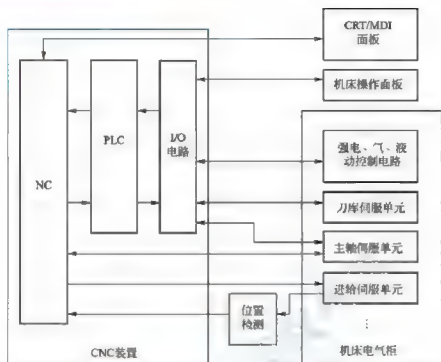 CRT/MDI
面板
机床操作面板
NC
PLC
I/O
电路
强电、气、液
动控制电路
刀库伺服单元
主轴伺服单元
进给伺服单元
位置
检测
CNC装置
机床电气柜